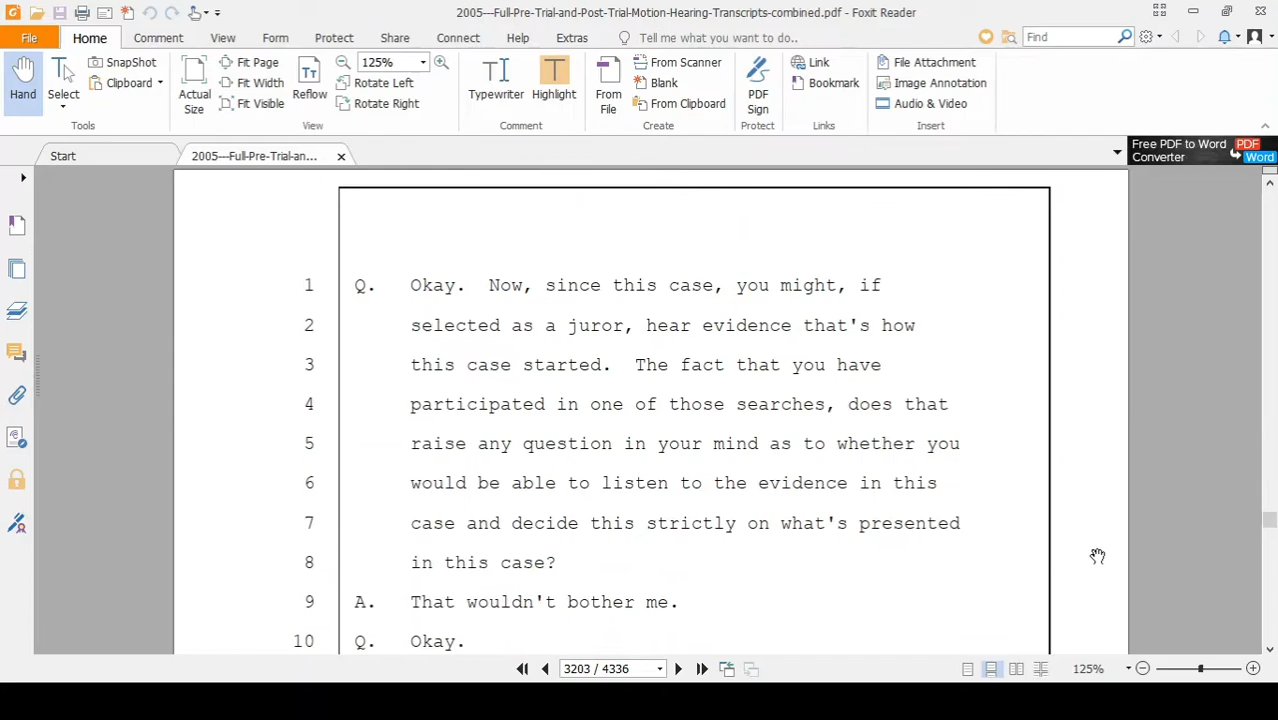 2005---Full-Pre-Trial-and-Post-Trial-Motion-Hearing-Transcripts-combined.pdf - Foxit Reader
File Home Comment View Form Protect Share Connect Help Extras Tell me what you want to do.. Find
Hand
Select
SnapShot
Clipboard
Tools
Actual Size
Fit Page
Fit Width
Fit Visible
Reflow
125%
Rotate Left
Rotate Right
View
Typewriter
Highlight
Comment
From File
From Scanner
Blank
From Clipboard
Create
PDF Sign
Protect
Link
Bookmark
Links
File Attachment
Image Annotation
Audio & Video
Insert
Start
2005---Full-Pre-Trial-an...
Free PDF to Word Converter
PDF
Word
1 Q. Okay. Now, since this case, you might, if
2 selected as a juror, hear evidence that's how
3 this case started. The fact that you have
4 participated in one of those searches, does that
5 raise any question in your mind as to whether you
6 would be able to listen to the evidence in this
7 case and decide this strictly on what's presented
8 in this case?
9 A. That wouldn't bother me.
10 Q. Okay.
3203 / 4336
125%